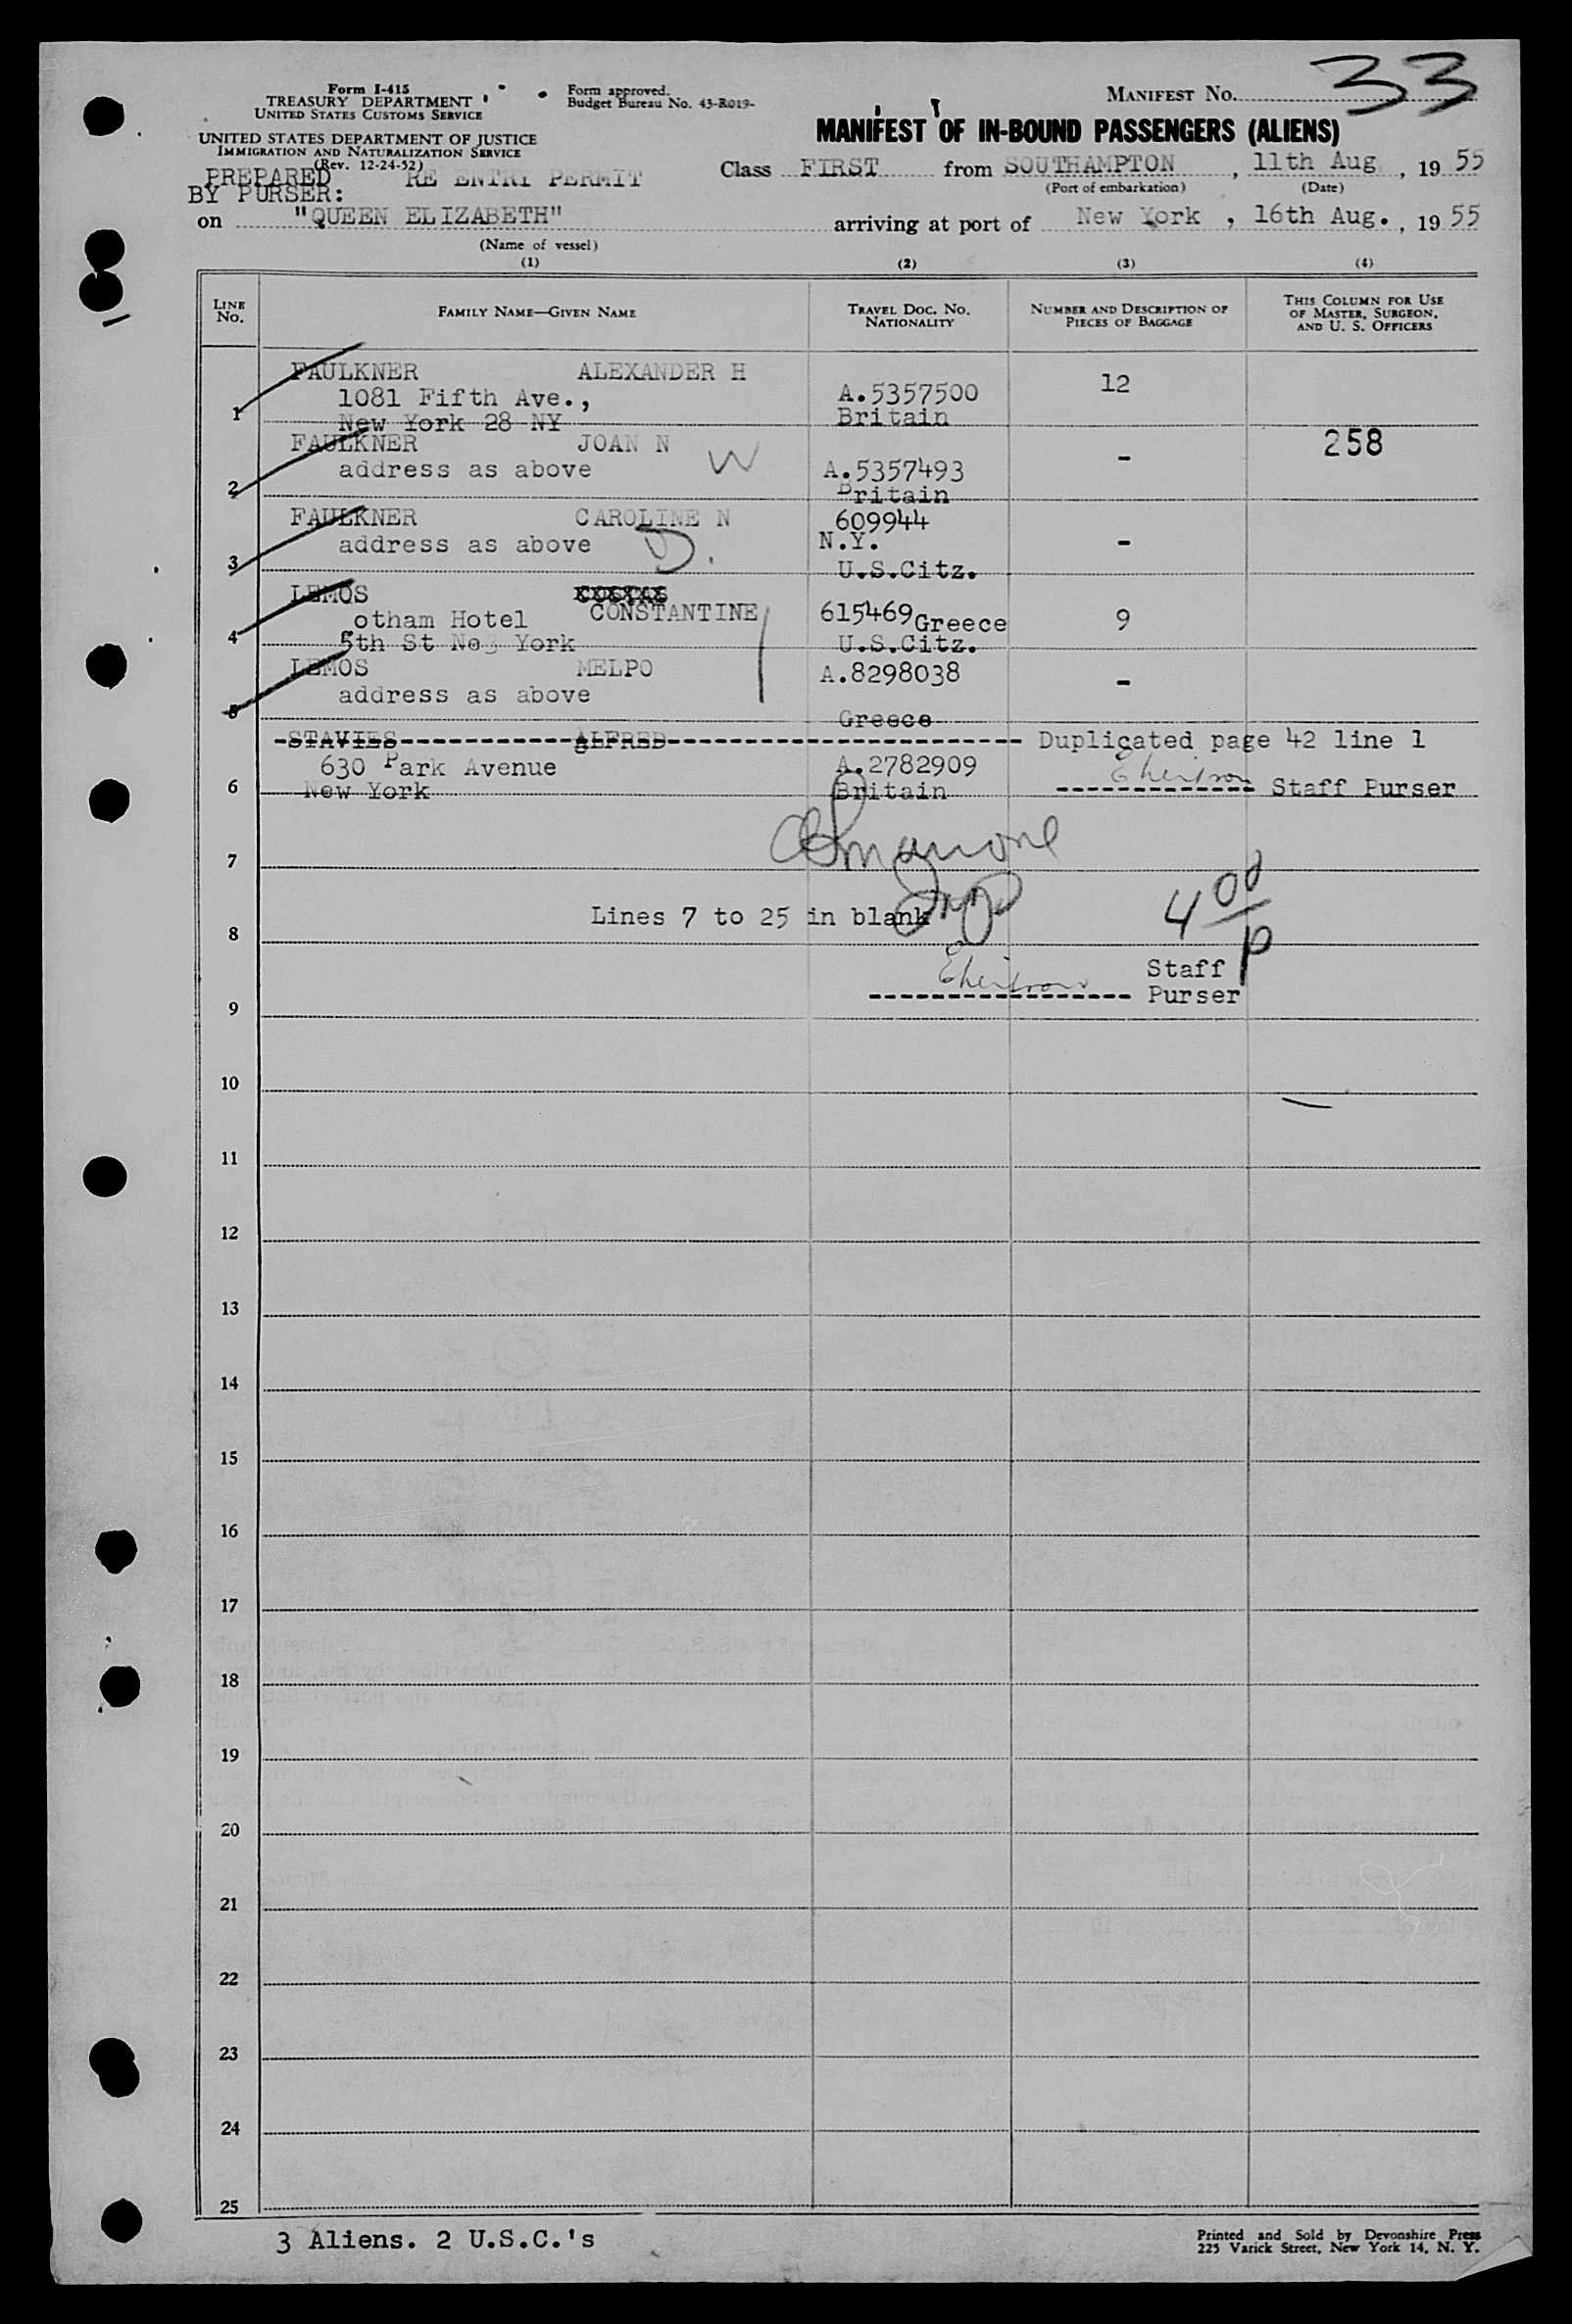 Form I-415
TREASURY DEPARTMENT
UNITED STATES CUSTOMS SERVICE
Form approved.
Budget Bureau No. 43-R019-
MANIFEST NO. 33
UNITED STATES DEPARTMENT OF JUSTICE
IMMIGRATION AND NATURALIZATION SERVICE
(Rev. 12-24-52)
MANIFEST OF IN-BOUND PASSENGERS (ALIENS)
PREPARED RE ENTRY PERMIT
BY PURSER:
Class FIRST from SOUTHAMPTON, 11th Aug, 19 55
(Port of embarkation) (Date)
on "QUEEN ELIZABETH" arriving at port of New York, 16th Aug., 19 55
(Name of vessel)
(1) (2) (3) (4)
LINE No. FAMILY NAME—GIVEN NAME TRAVEL DOC. NO. NATIONALITY NUMBER AND DESCRIPTION OF PIECES OF BAGGAGE THIS COLUMN FOR USE OF MASTER, SURGEON, AND U. S. OFFICERS
FAULKNER ALEXANDER H 12
1081 Fifth Ave., A.5357500
1 New York 28 NY Britain
FAULKNER JOAN N 258
address as above W A.5357493 -
2 Britain
FAULKNER CAROLINE N 609944
address as above D. N.Y. -
3 U.S.Citz.
LEMOS COSTAS
otham Hotel CONSTANTINE 615469 Greece 9
4 5th St New York U.S.Citz.
LEMOS MELPO A.8298038 -
address as above
5 Greece
STAVIES ALFRED Duplicated page 42 line 1
630 Park Avenue A.2782909
6 New York Britain Staff Purser
7
Lines 7 to 25 in blank 4 00/p
8
Staff
Purser
9
10
11
12
13
14
15
16
17
18
19
20
21
22
23
24
25
3 Aliens. 2 U.S.C.'s
Printed and Sold by Devonshire Press
225 Varick Street, New York 14, N. Y.